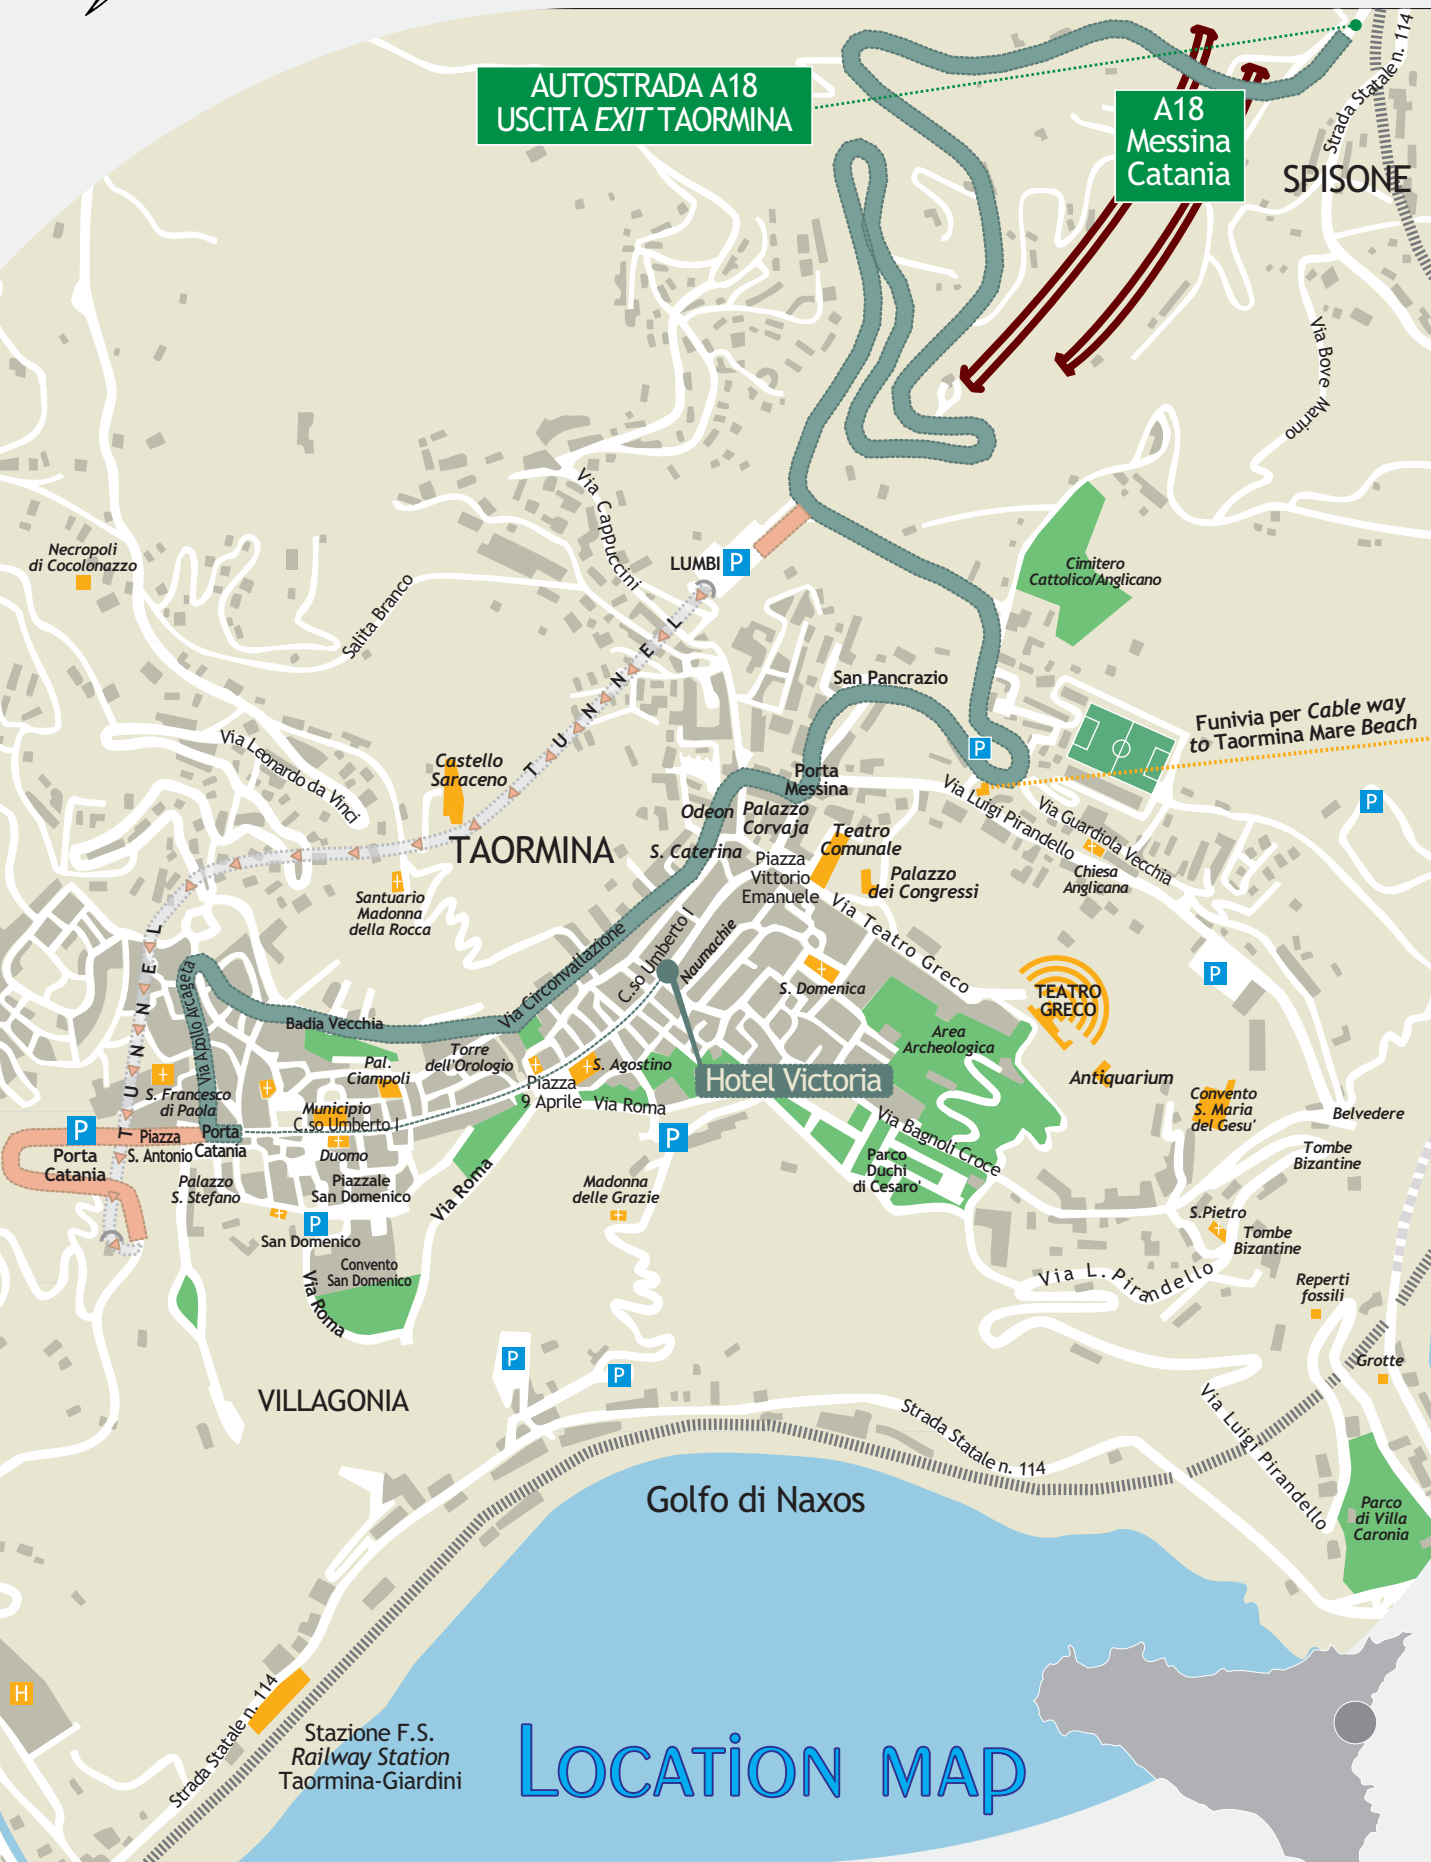 AUTOSTRADA A18
USCITA EXIT TAORMINA
A18
Messina
Catania
Strada Statale n. 114
SPISONE
Via Bove Marino
Via Cappuccini
LUMBI
P
Necropoli
di Cocolonazzo
Salita Branco
Cimitero
Cattolico/Anglicano
TUNNEL
San Pancrazio
P
Funivia per Cable way
to Taormina Mare Beach
Via Leonardo da Vinci
Castello
Saraceno
TAORMINA
Porta
Messina
Odeon
Palazzo
Corvaja
Via Luigi Pirandello
Via Guardiola Vecchia
P
Teatro
Comunale
S. Caterina
Piazza
Vittorio
Emanuele
Palazzo
dei Congressi
Chiesa
Anglicana
Santuario
Madonna
della Rocca
Via Teatro Greco
C.so Umberto I
Naumachie
Via Circonvallazione
S. Domenica
P
TEATRO
GRECO
TUNNEL
Via Apollo Arcageta
Badia Vecchia
Area
Archeologica
Torre
dell'Orologio
Pal.
Ciampoli
S. Agostino
Hotel Victoria
Antiquarium
S. Francesco
di Paola
Piazza
9 Aprile
Via Roma
Convento
S. Maria
del Gesu'
Belvedere
Municipio
C.so Umberto I
Via Bagnoli Croce
P
P
Porta
Catania
Piazza
S. Antonio
Porta
Catania
Duomo
Tombe
Bizantine
Parco
Duchi
di Cesaro'
Palazzo
S. Stefano
Piazzale
San Domenico
Via Roma
Madonna
delle Grazie
P
San Domenico
S.Pietro
Tombe
Bizantine
Convento
San Domenico
Via Roma
Via L. Pirandello
Reperti
fossili
P
P
Grotte
VILLAGONIA
Strada Statale n. 114
Via Luigi Pirandello
Golfo di Naxos
Parco
di Villa
Caronia
H
Strada Statale n. 114
Stazione F.S.
Railway Station
Taormina-Giardini
LOCATION MAP